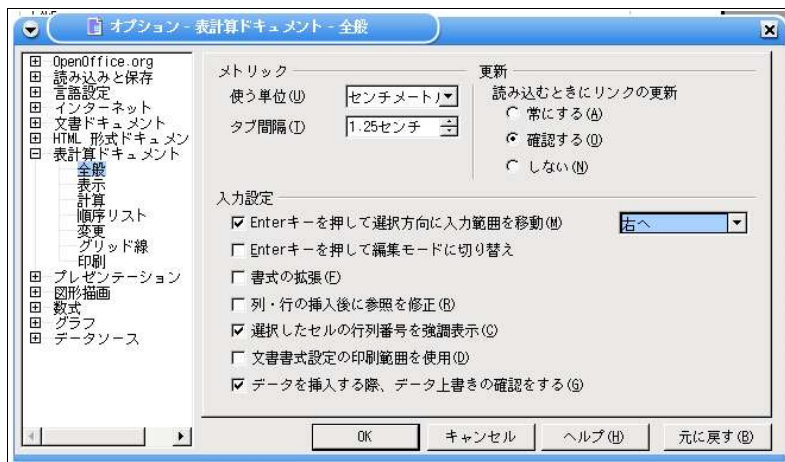 オプション - 表計算ドキュメント - 全般
OpenOffice.org
読み込みと保存
言語設定
インターネット
文書ドキュメント
HTML 形式ドキュメン
表計算ドキュメント
全般
表示
計算
順序リスト
変更
グリッド線
印刷
プレゼンテーション
図形描画
数式
グラフ
データソース
メトリック
使う単位(U) センチメートル
タブ間隔(T) 1.25センチ
更新
読み込むときにリンクの更新
常にする(A)
確認する(O)
しない(N)
入力設定
Enterキーを押して選択方向に入力範囲を移動(M) 右へ
Enterキーを押して編集モードに切り替え
書式の拡張(F)
列・行の挿入後に参照を修正(R)
選択したセルの行列番号を強調表示(C)
文書書式設定の印刷範囲を使用(D)
データを挿入する際、データ上書きの確認をする(G)
OK キャンセル ヘルプ(H) 元に戻す(B)